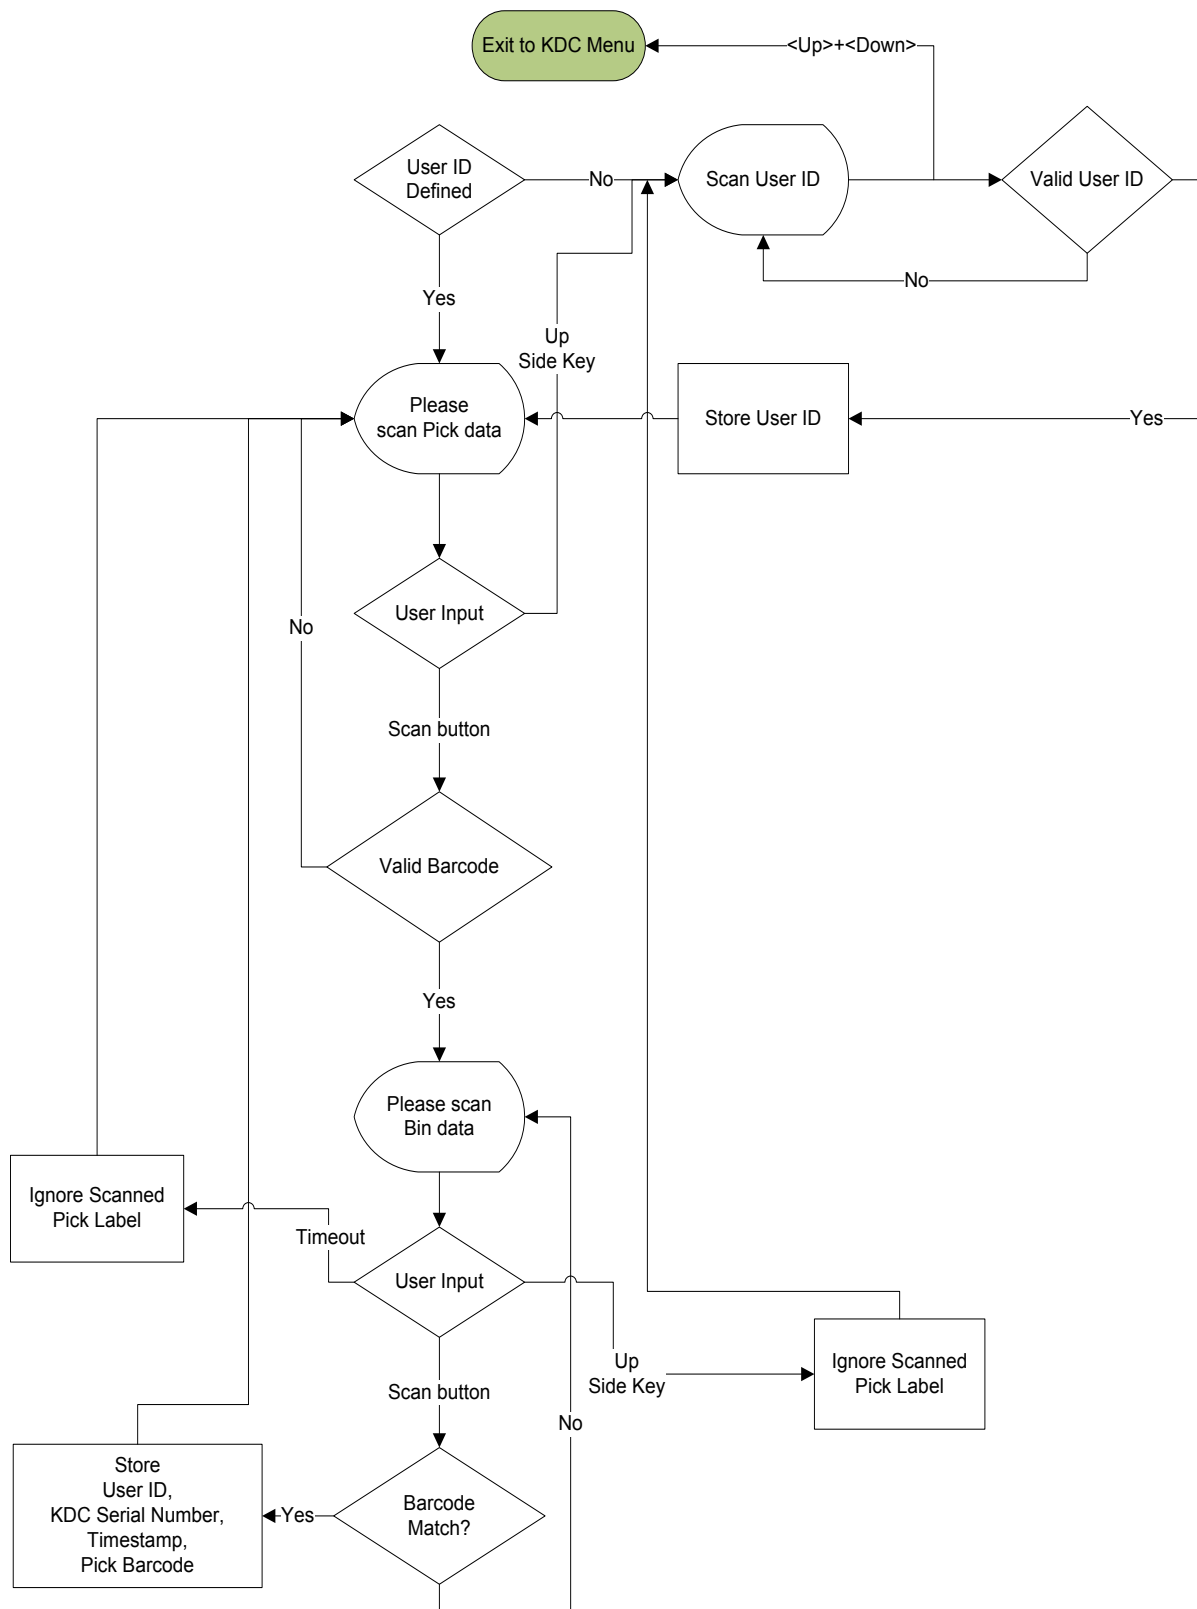 Exit to KDC Menu
<Up>+<Down>
User ID
Defined
No
Scan User ID
Valid User ID
No
Yes
Up
Side Key
Please
scan Pick data
Store User ID
Yes
User Input
No
Scan button
Valid Barcode
Yes
Please scan
Bin data
Ignore Scanned
Pick Label
Timeout
User Input
Up
Side Key
Ignore Scanned
Pick Label
Scan button
No
Store
User ID,
KDC Serial Number,
Timestamp,
Pick Barcode
Yes
Barcode
Match?